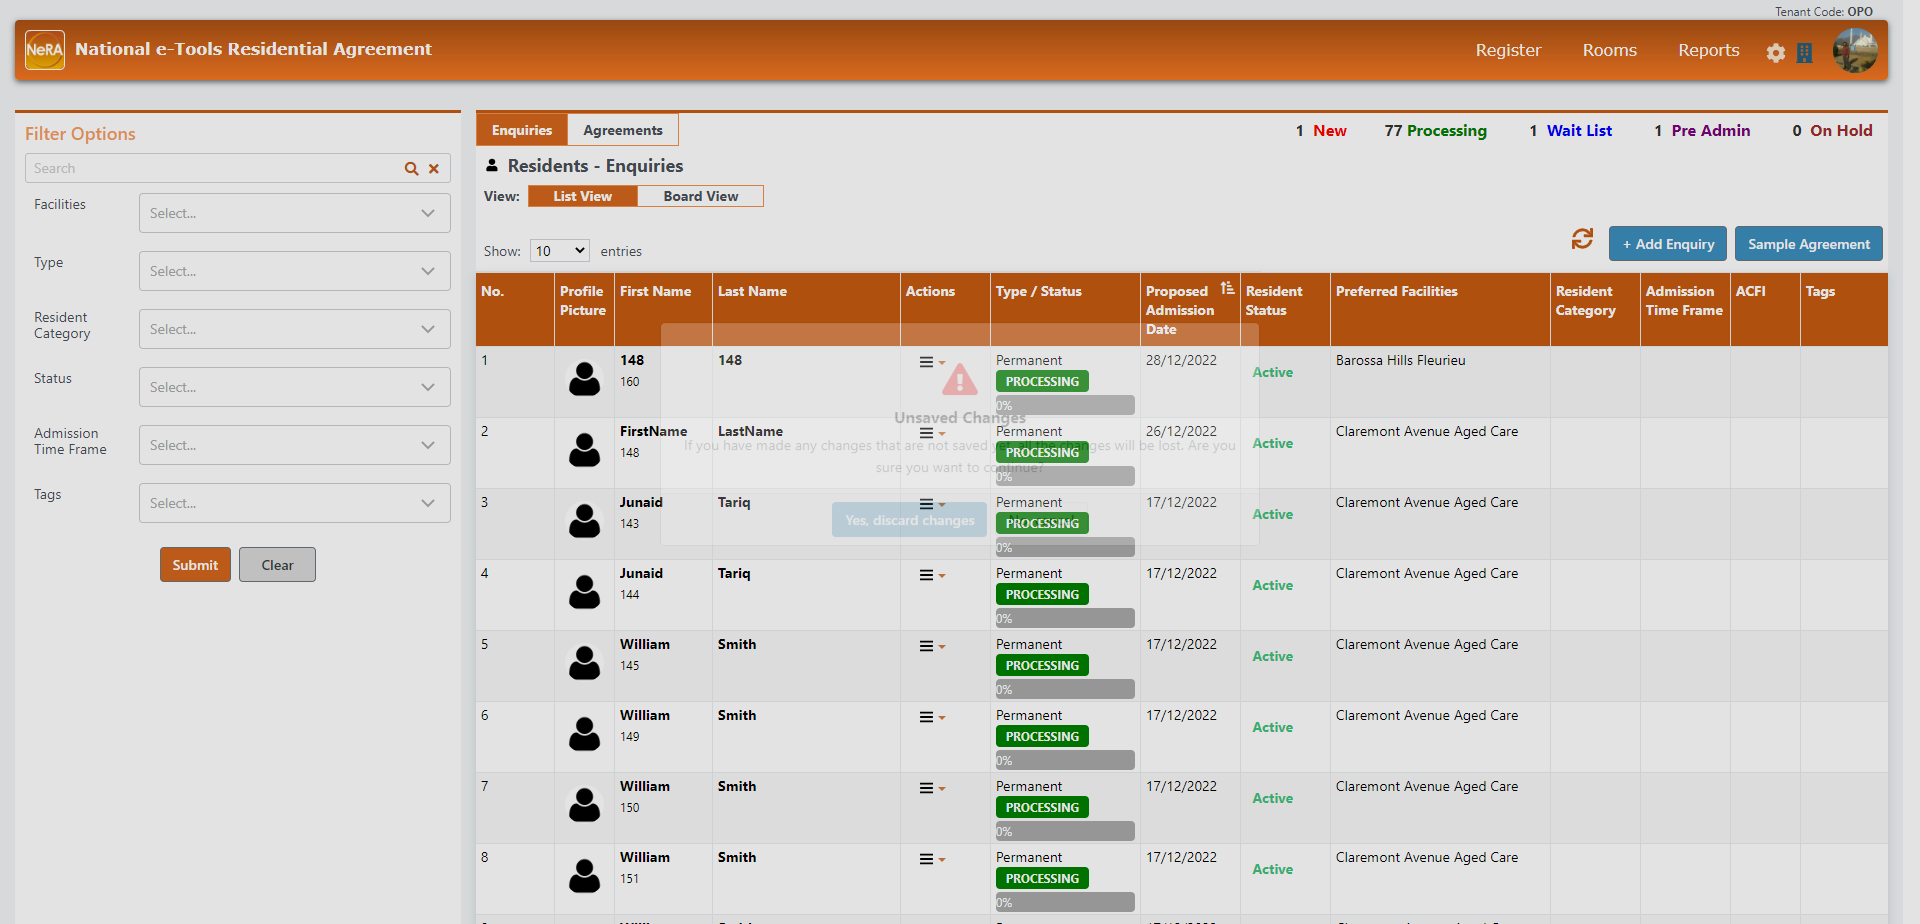 Tenant Code: OPO
NeRA National e-Tools Residential Agreement
Register Rooms Reports
Filter Options
Search
Facilities Select...
Type Select...
Resident Category Select...
Status Select...
Admission Time Frame Select...
Tags Select...
Submit Clear
Enquiries Agreements
1 New 77 Processing 1 Wait List 1 Pre Admin 0 On Hold
Residents - Enquiries
View: List View Board View
Show: 10 entries
+ Add Enquiry Sample Agreement
No. Profile Picture First Name Last Name Actions Type / Status Proposed Admission Date Resident Status Preferred Facilities Resident Category Admission Time Frame ACFI Tags
1 148 148 Permanent 28/12/2022 Barossa Hills Fleurieu
160 PROCESSING Active
0%
Unsaved Changes
2 FirstName LastName Permanent 26/12/2022 Claremont Avenue Aged Care
148 PROCESSING Active
0%
If you have made any changes that are not saved yet, all the changes will be lost. Are you
sure you want to continue?
3 Junaid Tariq Permanent 17/12/2022 Claremont Avenue Aged Care
143 PROCESSING Active
0%
Yes, discard changes
4 Junaid Tariq Permanent 17/12/2022 Claremont Avenue Aged Care
144 PROCESSING Active
0%
5 William Smith Permanent 17/12/2022 Claremont Avenue Aged Care
145 PROCESSING Active
0%
6 William Smith Permanent 17/12/2022 Claremont Avenue Aged Care
149 PROCESSING Active
0%
7 William Smith Permanent 17/12/2022 Claremont Avenue Aged Care
150 PROCESSING Active
0%
8 William Smith Permanent 17/12/2022 Claremont Avenue Aged Care
151 PROCESSING Active
0%